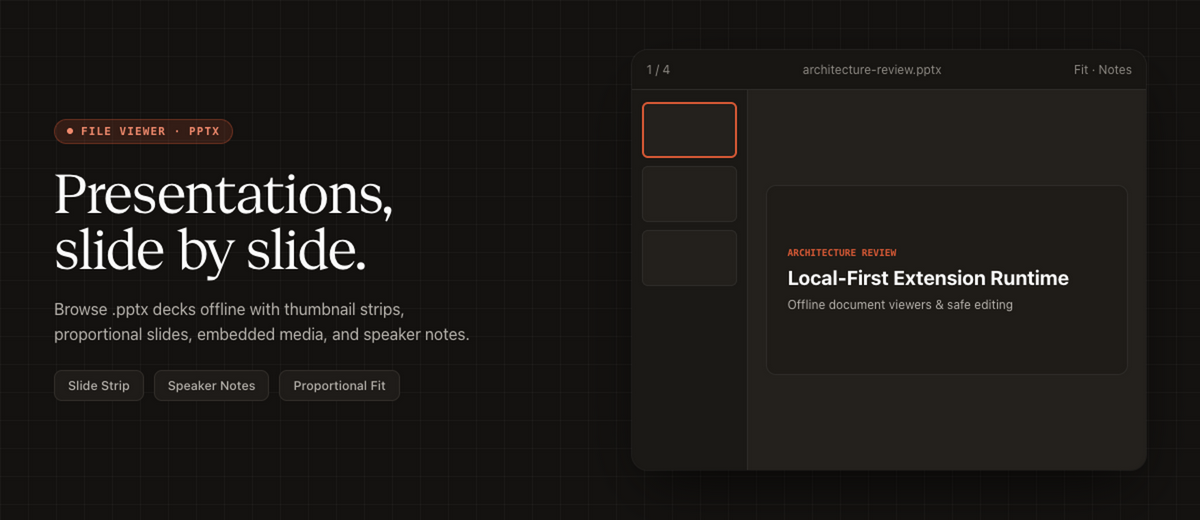 FILE VIEWER · PPTX
Presentations,
slide by slide.
Browse .pptx decks offline with thumbnail strips,
proportional slides, embedded media, and speaker notes.
Slide Strip
Speaker Notes
Proportional Fit
1 / 4
architecture-review.pptx
Fit · Notes
ARCHITECTURE REVIEW
Local-First Extension Runtime
Offline document viewers & safe editing